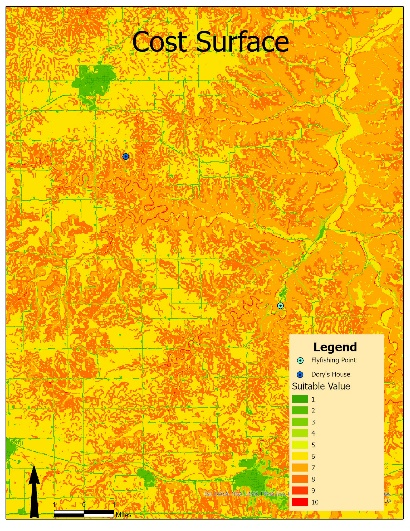 Cost Surface
Legend
Flyfishing Point
Dory's House
Suitable Value
1
2
3
4
5
6
7
8
9
10
Miles